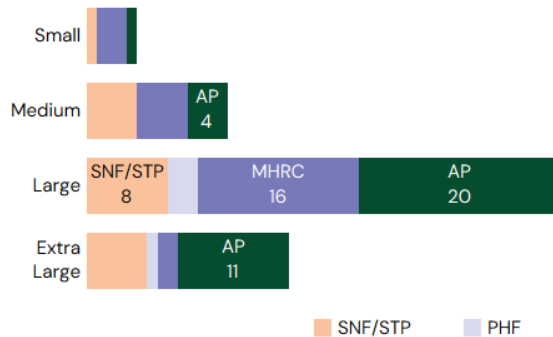 Small
Medium
AP
4
Large
SNF/STP
8
MHRC
16
AP
20
Extra
Large
AP
11
SNF/STP
PHF